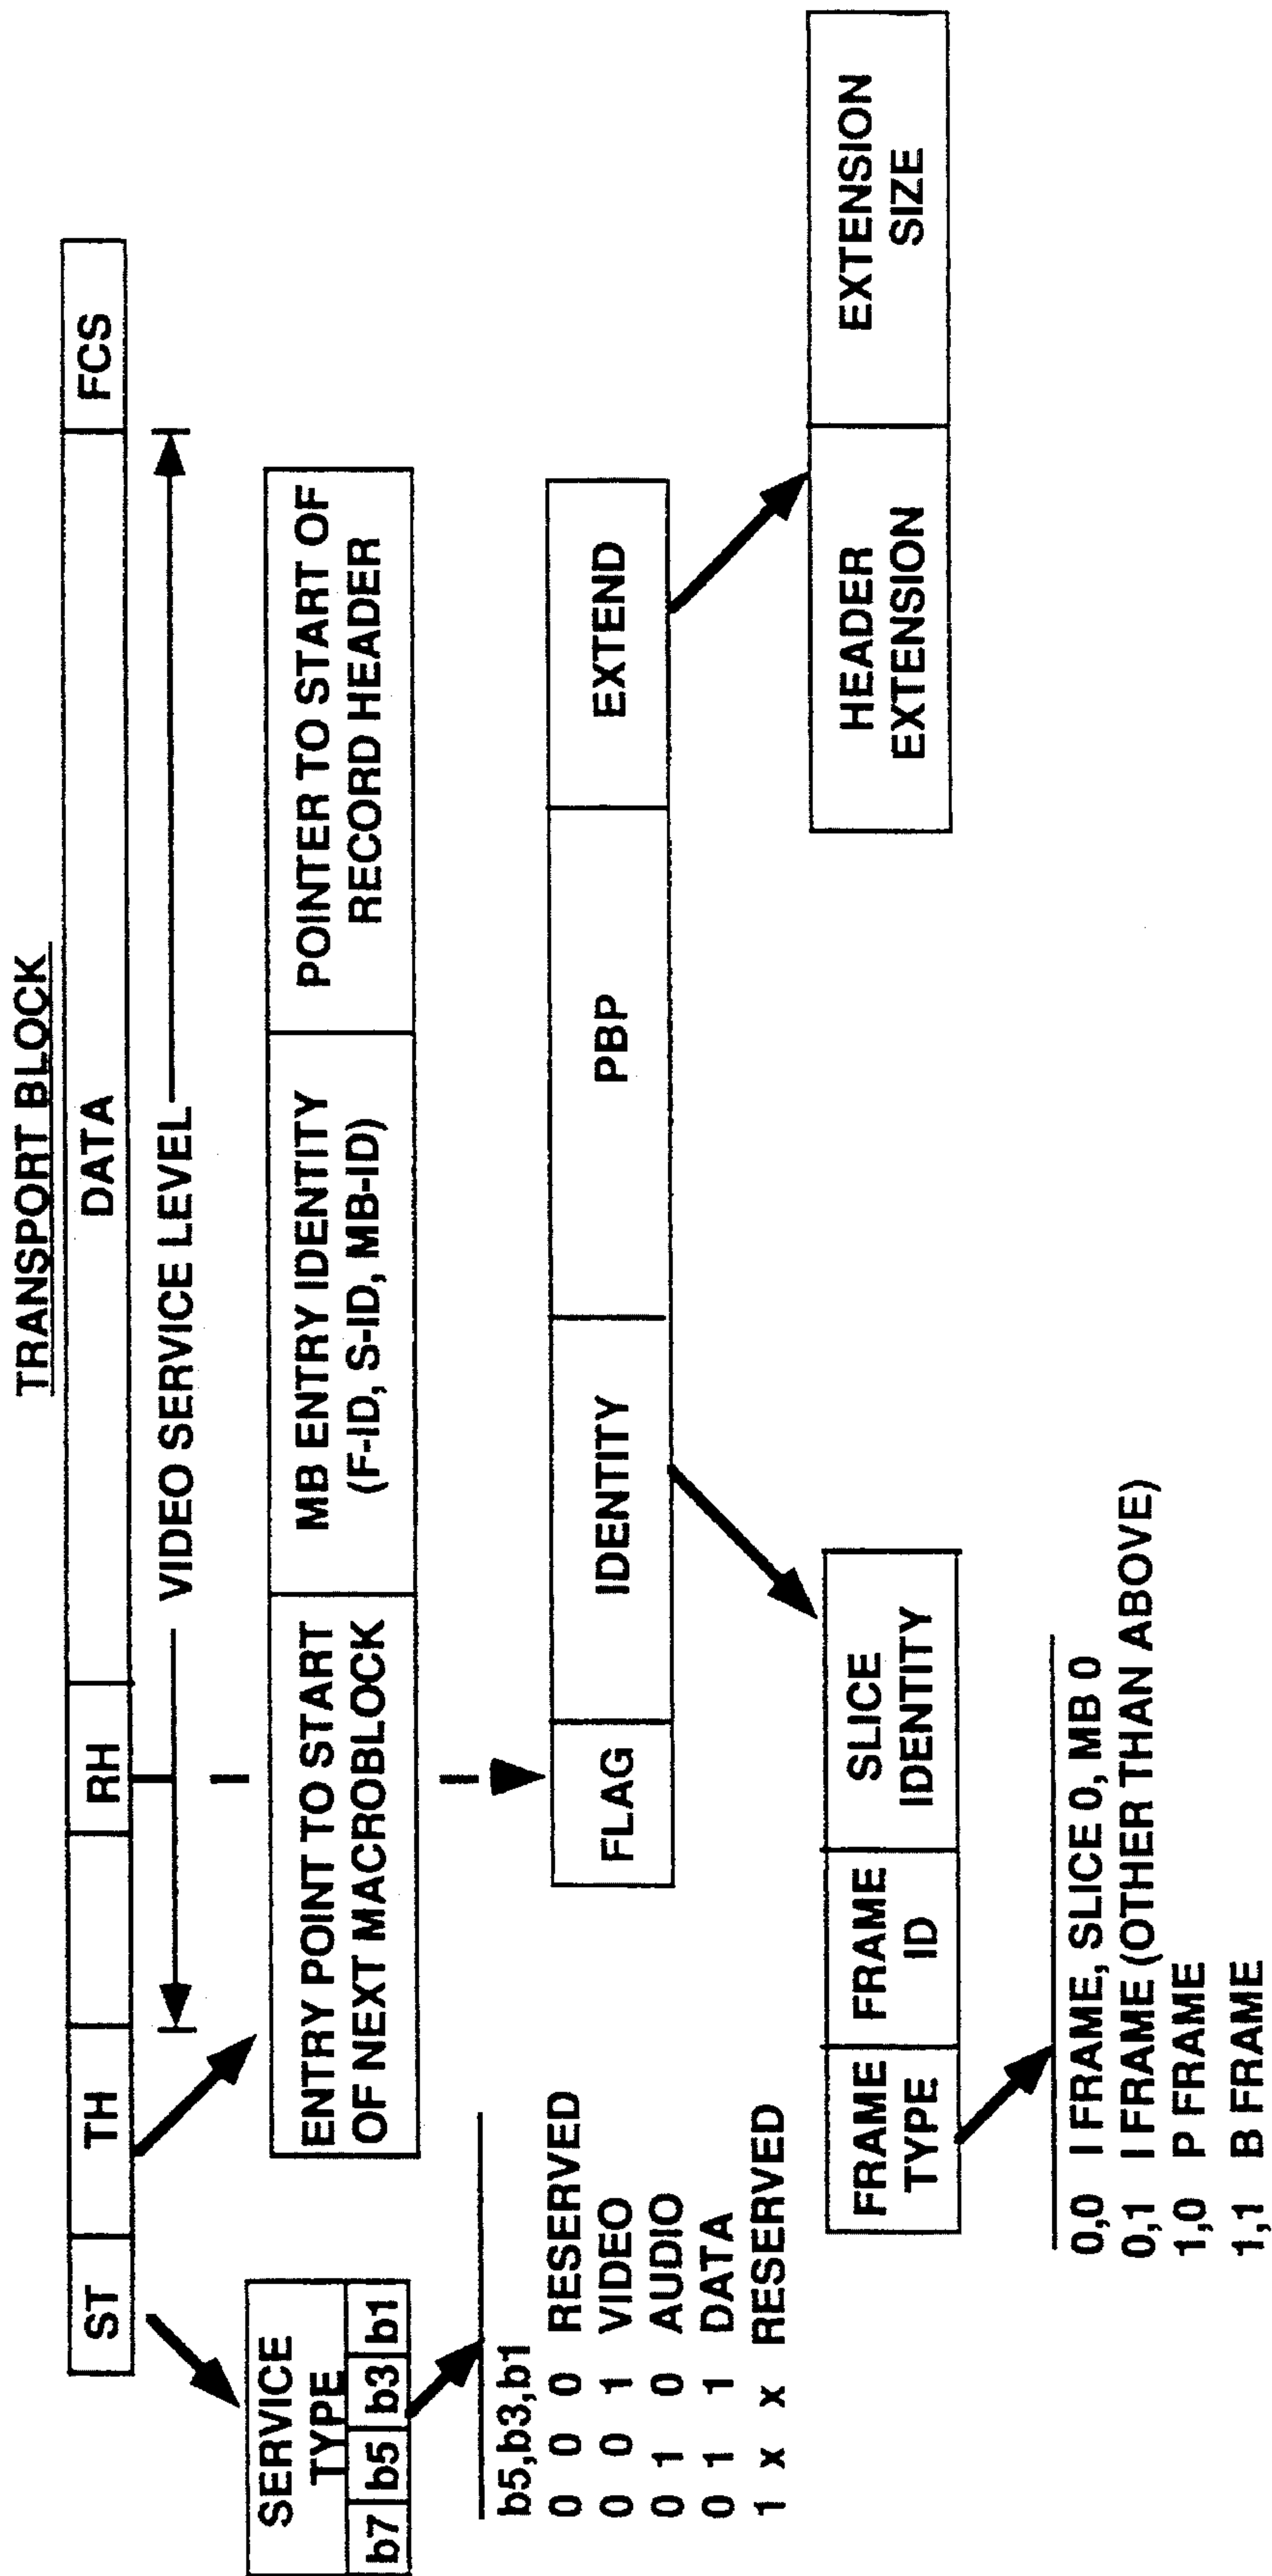 TRANSPORT BLOCK
ST TH RH DATA FCS
VIDEO SERVICE LEVEL
SERVICE
TYPE
b7 b5 b3 b1
ENTRY POINT TO START
OF NEXT MACROBLOCK
MB ENTRY IDENTITY
(F-ID, S-ID, MB-ID)
POINTER TO START OF
RECORD HEADER
b5,b3,b1
0 0 0 RESERVED
0 0 1 VIDEO
0 1 0 AUDIO
0 1 1 DATA
1 x x RESERVED
FLAG IDENTITY PBP EXTEND
FRAME
TYPE
FRAME
ID
SLICE
IDENTITY
HEADER
EXTENSION
EXTENSION
SIZE
0,0 I FRAME, SLICE 0, MB 0
0,1 I FRAME (OTHER THAN ABOVE)
1,0 P FRAME
1,1 B FRAME